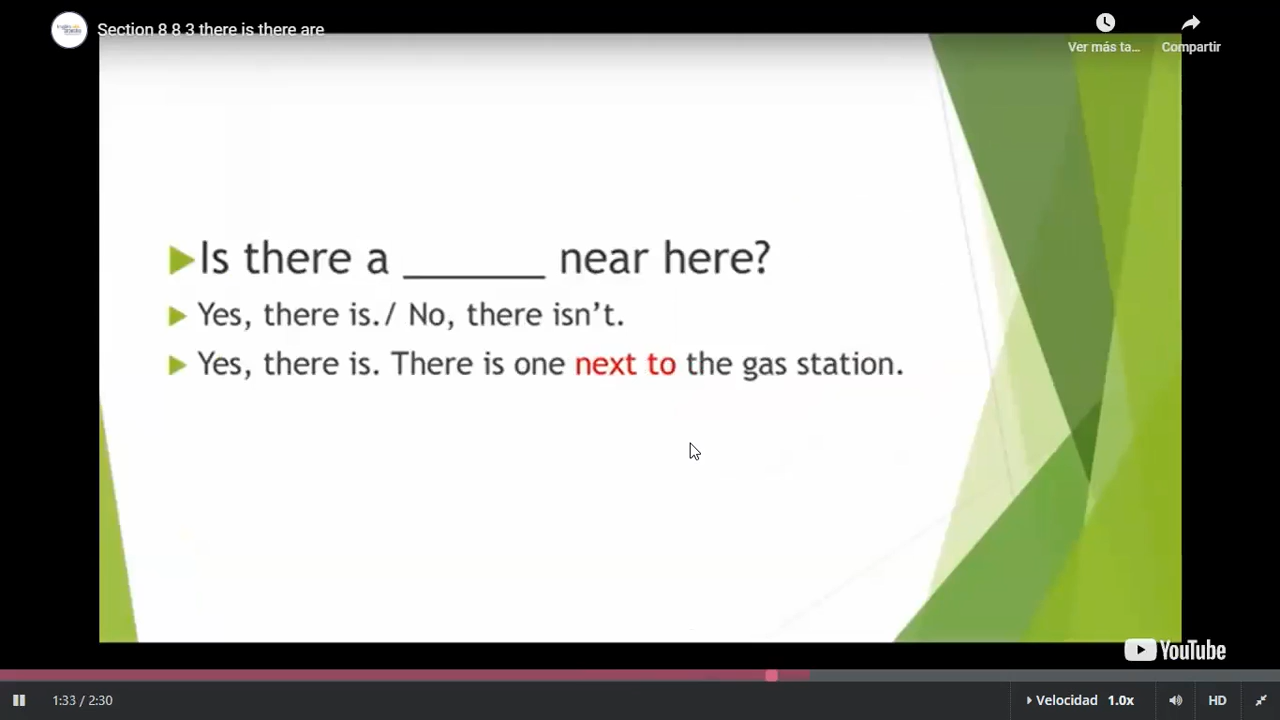 Section 8 8 3 there is there are
Ver más ta...
Compartir
Is there a ______ near here?
Yes, there is./ No, there isn't.
Yes, there is. There is one next to the gas station.
YouTube
1:33 / 2:30
Velocidad 1.0x
HD